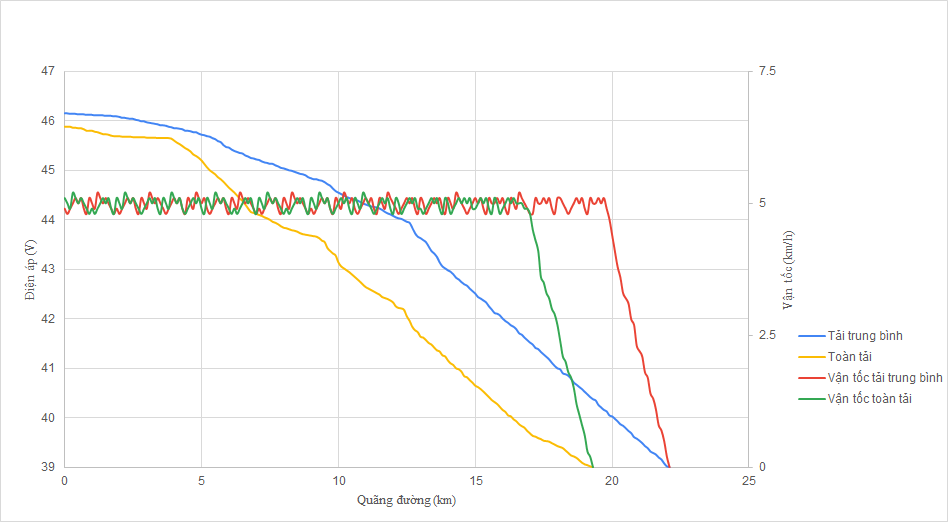 47
46
45
44
43
42
41
40
39
Điện áp (V)
7.5
5
2.5
0
Vận tốc (km/h)
0 5 10 15 20 25
Quãng đường (km)
Tải trung bình
Toàn tải
Vận tốc tải trung bình
Vận tốc toàn tải